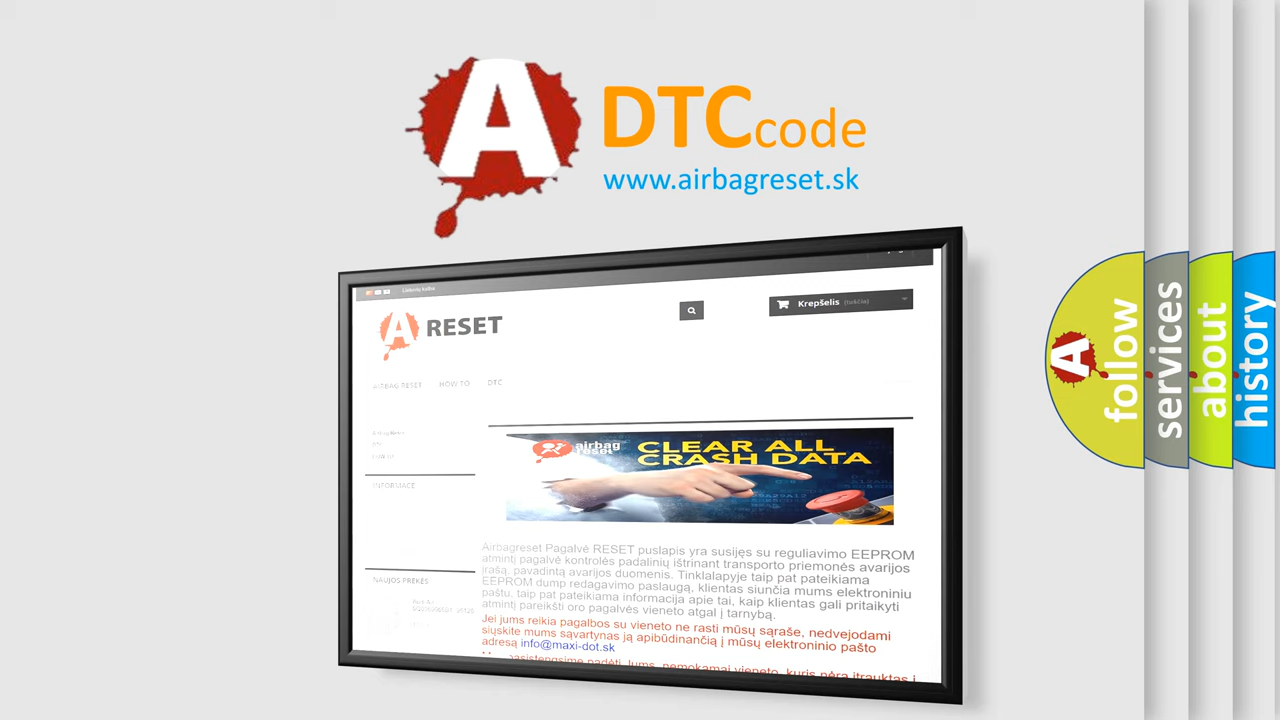 A DTCcode
www.airbagreset.sk
Lietuvių kalba
A RESET
Krepšelis (tuščia)
AIRBAG RESET HOW TO DTC
INFORMACE
airbag
reset
CLEAR ALL
CRASH DATA
Airbagreset Pagalvė RESET puslapis yra susijęs su reguliavimo EEPROM
atmintį pagalvė kontrolės padalinių ištrinant transporto priemonės avarijos
įrašą, pavadintą avarijos duomenis. Tinklalapyje taip pat pateikiama
EEPROM dump redagavimo paslaugą, klientas siunčia mums elektroniniu
paštu, taip pat pateikiama informacija apie tai, kaip klientas gali pritaikyti
atmintį pareikšti oro pagalvės vieneto atgal į tarnybą.
Jei jums reikia pagalbos su vieneto ne rasti mūsų sąraše, nedvejodami
siųskite mums sąvartynas ją apibūdinančią į mūsų elektroninio pašto
adresą info@maxi-dot.sk
NAUJOS PREKĖS
A follow
services
about
history